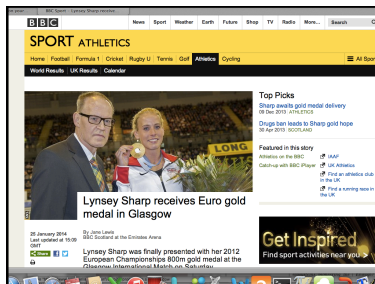 BBC Sport - Lynsey Sharp receive...
BBC News Sport Weather Earth Future Shop TV Radio More... Search
SPORT ATHLETICS
Home Football Formula 1 Cricket Rugby U Tennis Golf Athletics Cycling All Spor
World Results UK Results Calendar
LONG
Lynsey Sharp receives Euro gold
medal in Glasgow
25 January 2014
Last updated at 15:09
GMT
Share
By Jane Lewis
BBC Scotland at the Emirates Arena
Lynsey Sharp was finally presented with her 2012
European Championships 800m gold medal at the
Glasgow International Match on Saturday.
Top Picks
Sharp awaits gold medal delivery
09 Dec 2013 ATHLETICS
Drugs ban leads to Sharp gold hope
30 Apr 2013 SCOTLAND
Featured in this story
Athletics on the BBC
Catch-up with BBC iPlayer
IAAF
UK Athletics
Find an athletics club
in the UK
Find a running race in
the UK
Get Inspired
Find sport activities near you